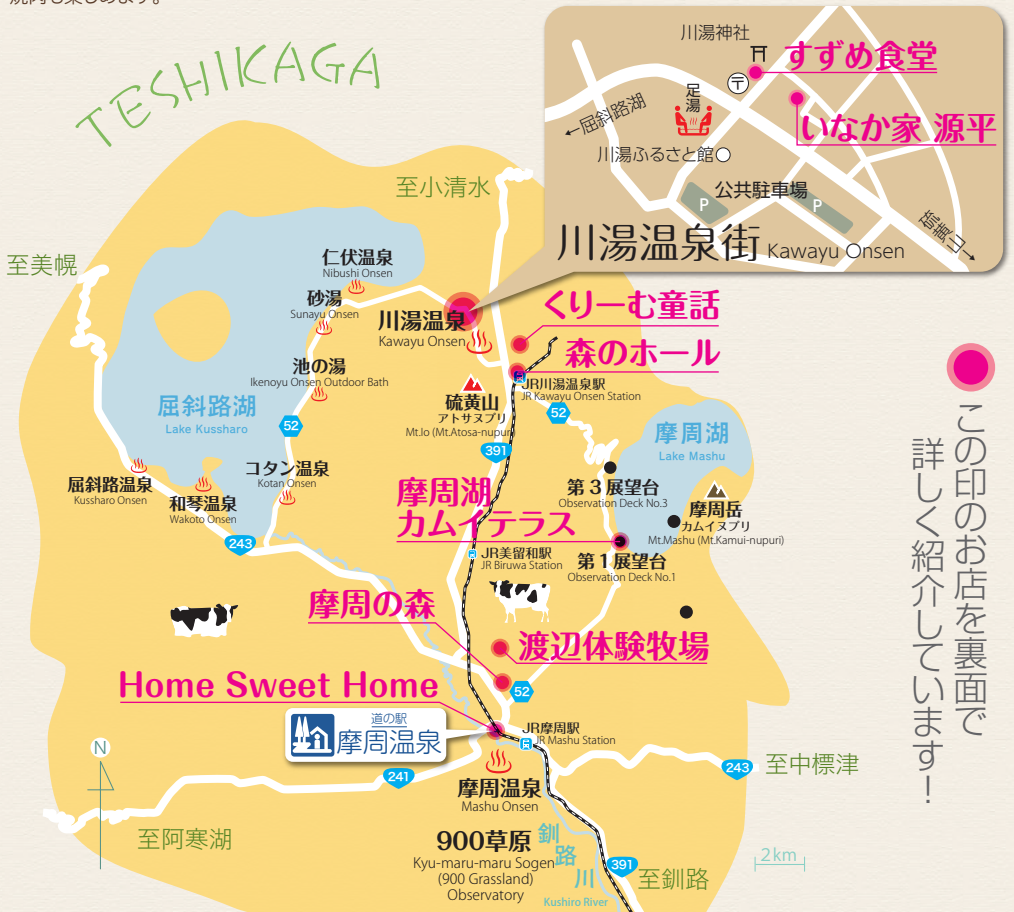 焼肉も楽しめます。
TESHIKAGA
川湯神社
すずめ食堂
〒
足湯
いなか家 源平
←屈斜路湖
川湯ふるさと館
公共駐車場
P
P
硫黄山→
川湯温泉街 Kawayu Onsen
至小清水
至美幌
仁伏温泉
Nibushi Onsen
砂湯
Sunayu Onsen
川湯温泉
Kawayu Onsen
くりーむ童話
森のホール
JR川湯温泉駅
JR Kawayu Onsen Station
池の湯
Ikenoyu Onsen Outdoor Bath
硫黄山
アトサヌプリ
Mt.Io (Mt.Atosa-nupuri
屈斜路湖
Lake Kussharo
52
52
391
摩周湖
Lake Mashu
屈斜路温泉
Kussharo Onsen
和琴温泉
Wakoto Onsen
コタン温泉
Kotan Onsen
243
摩周湖
カムイテラス
第3展望台
Observation Deck No.3
摩周岳
カムイヌプリ
Mt.Mashu (Mt.Kamui-nupuri)
JR美留和駅
JR Biruwa Station
第1展望台
Observation Deck No.1
摩周の森
渡辺体験牧場
Home Sweet Home
52
道の駅
摩周温泉
JR摩周駅
JR Mashu Station
N
241
243
至中標津
摩周温泉
Mashu Onsen
至阿寒湖
900草原
Kyu-maru-maru Sogen
(900 Grassland)
Observatory
釧路川
Kushiro River
391
至釧路
2km
この印のお店を裏面で
詳しく紹介しています！